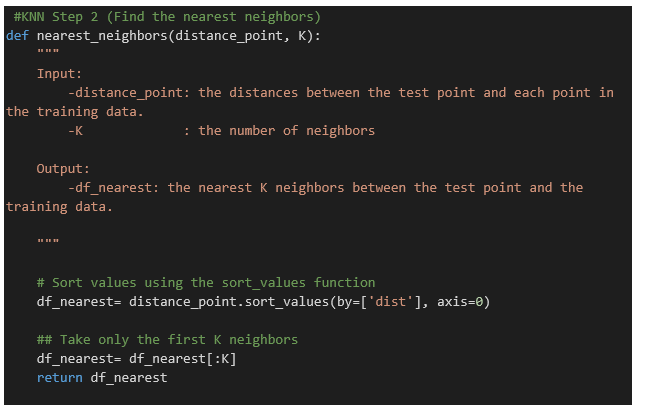 #KNN Step 2 (Find the nearest neighbors)
def nearest_neighbors(distance_point, K):
"""
Input:
-distance_point: the distances between the test point and each point in
the training data.
-K : the number of neighbors
Output:
-df_nearest: the nearest K neighbors between the test point and the
training data.
"""
# Sort values using the sort_values function
df_nearest= distance_point.sort_values(by=['dist'], axis=0)
## Take only the first K neighbors
df_nearest= df_nearest[:K]
return df_nearest